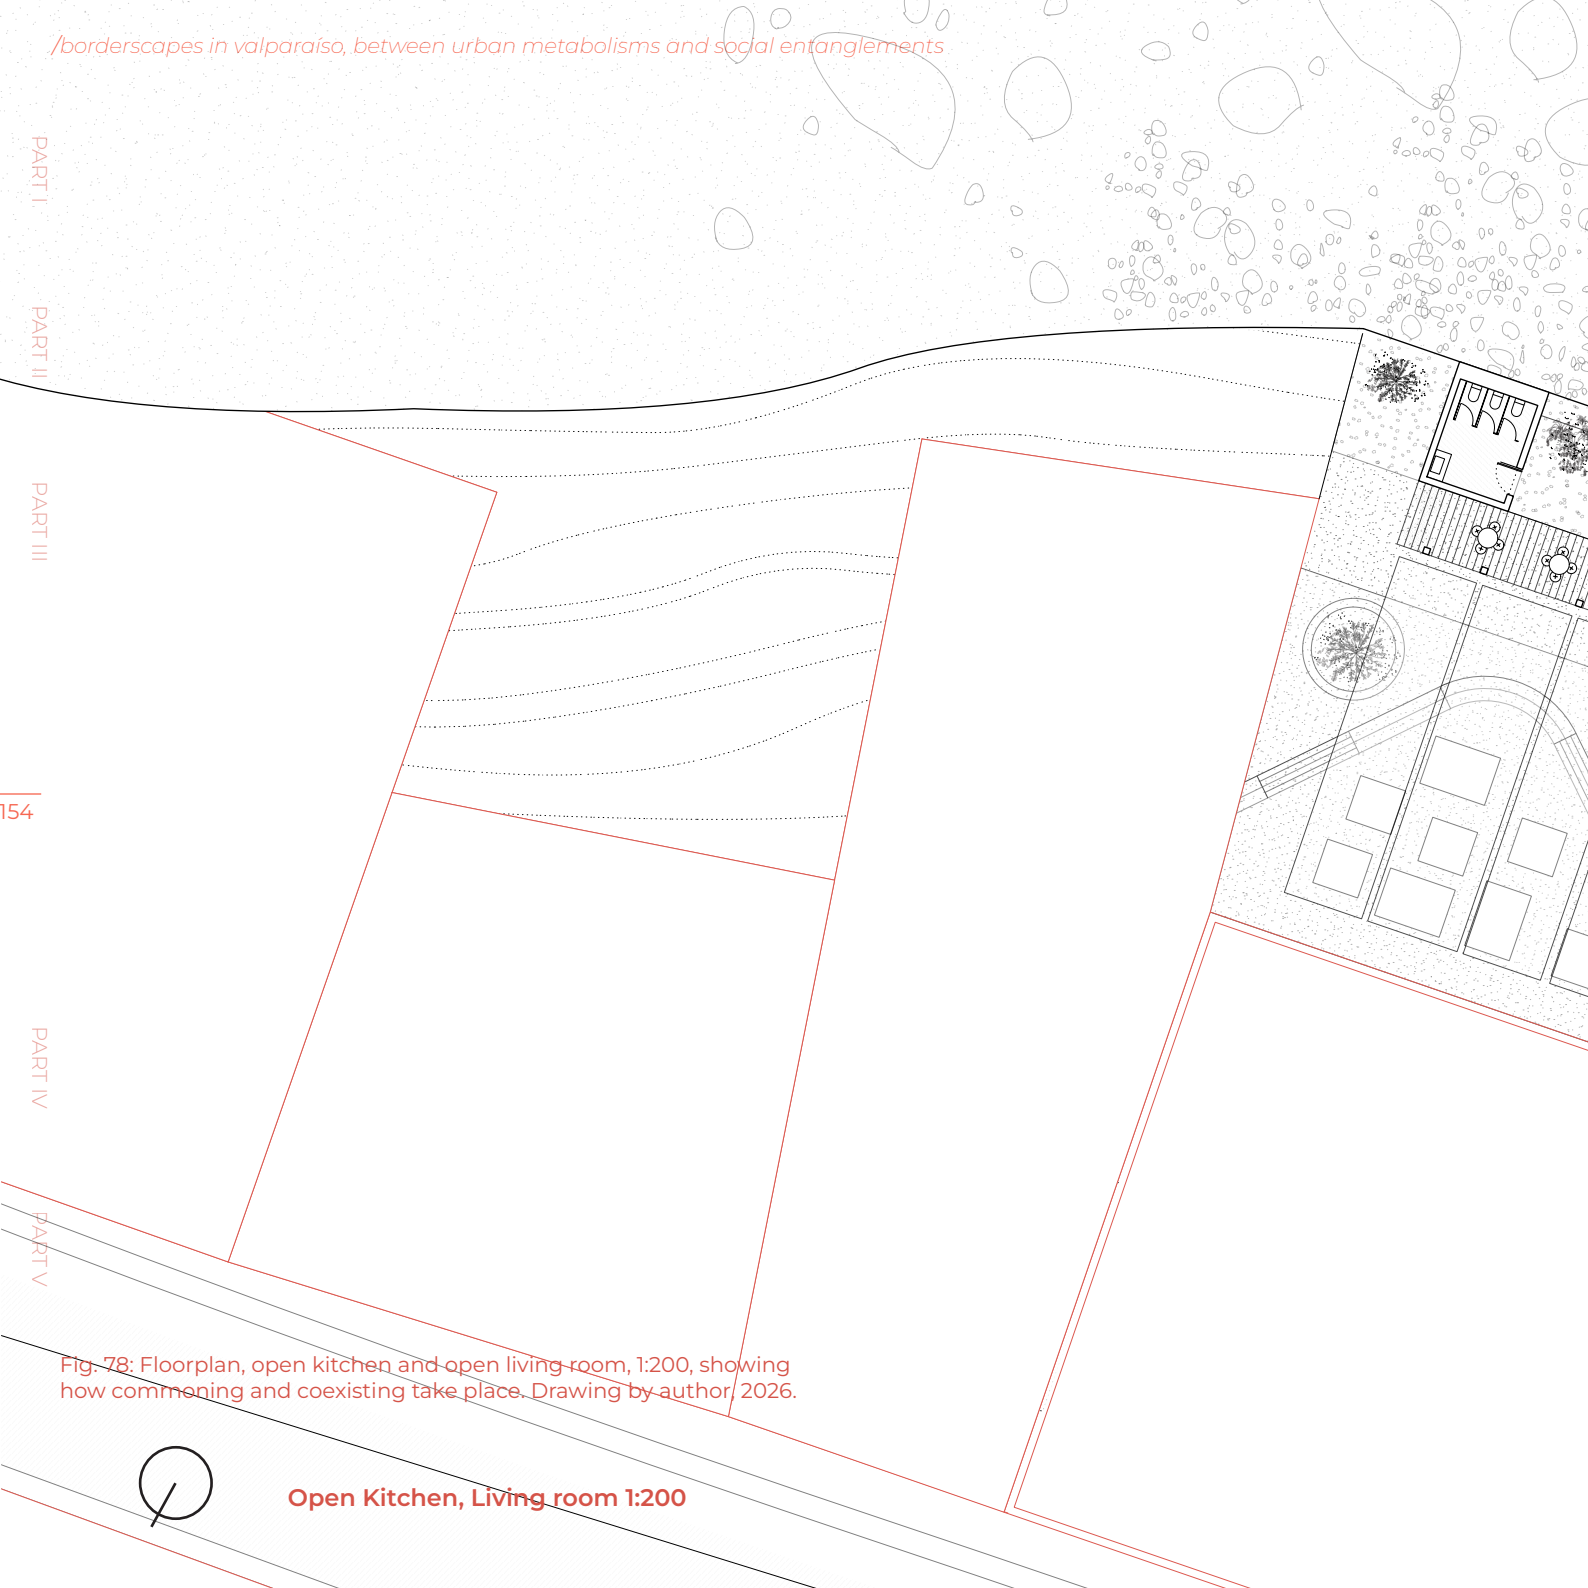 /borderscapes in valparaíso, between urban metabolisms and social entanglements
PART I
PART II
PART III
154
PART IV
PART V
Fig. 78: Floorplan, open kitchen and open living room, 1:200, showing
how commoning and coexisting take place. Drawing by author, 2026.
Open Kitchen, Living room 1:200